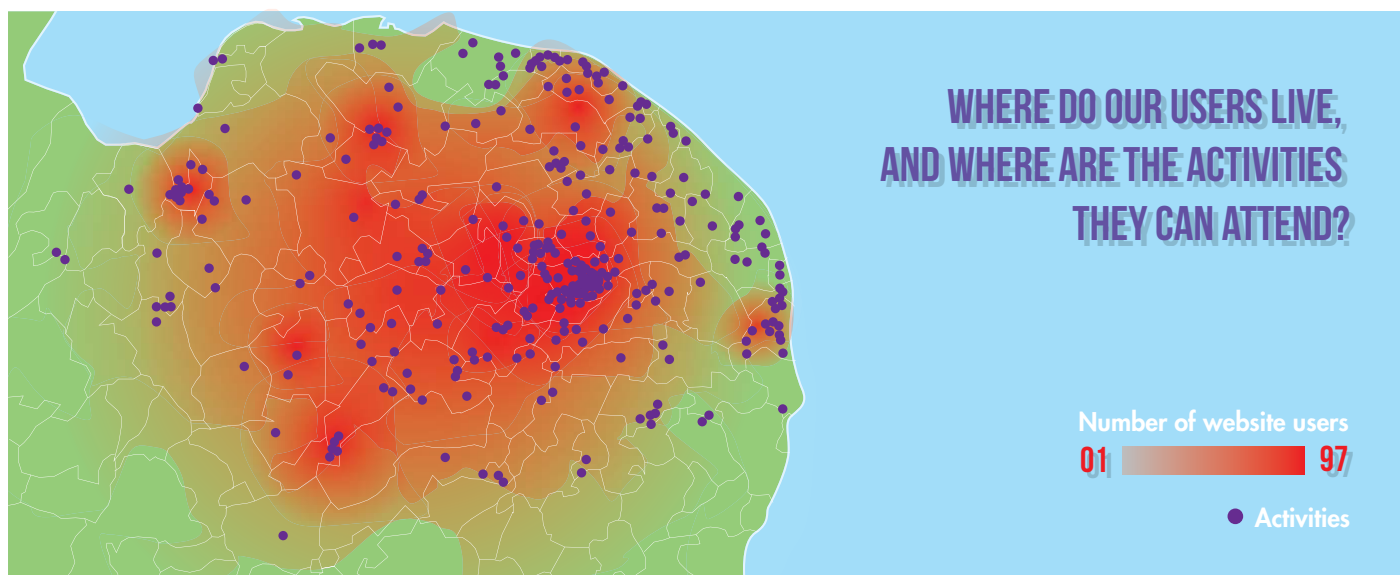 WHERE DO OUR USERS LIVE,
AND WHERE ARE THE ACTIVITIES
THEY CAN ATTEND?
Number of website users
01 97
Activities